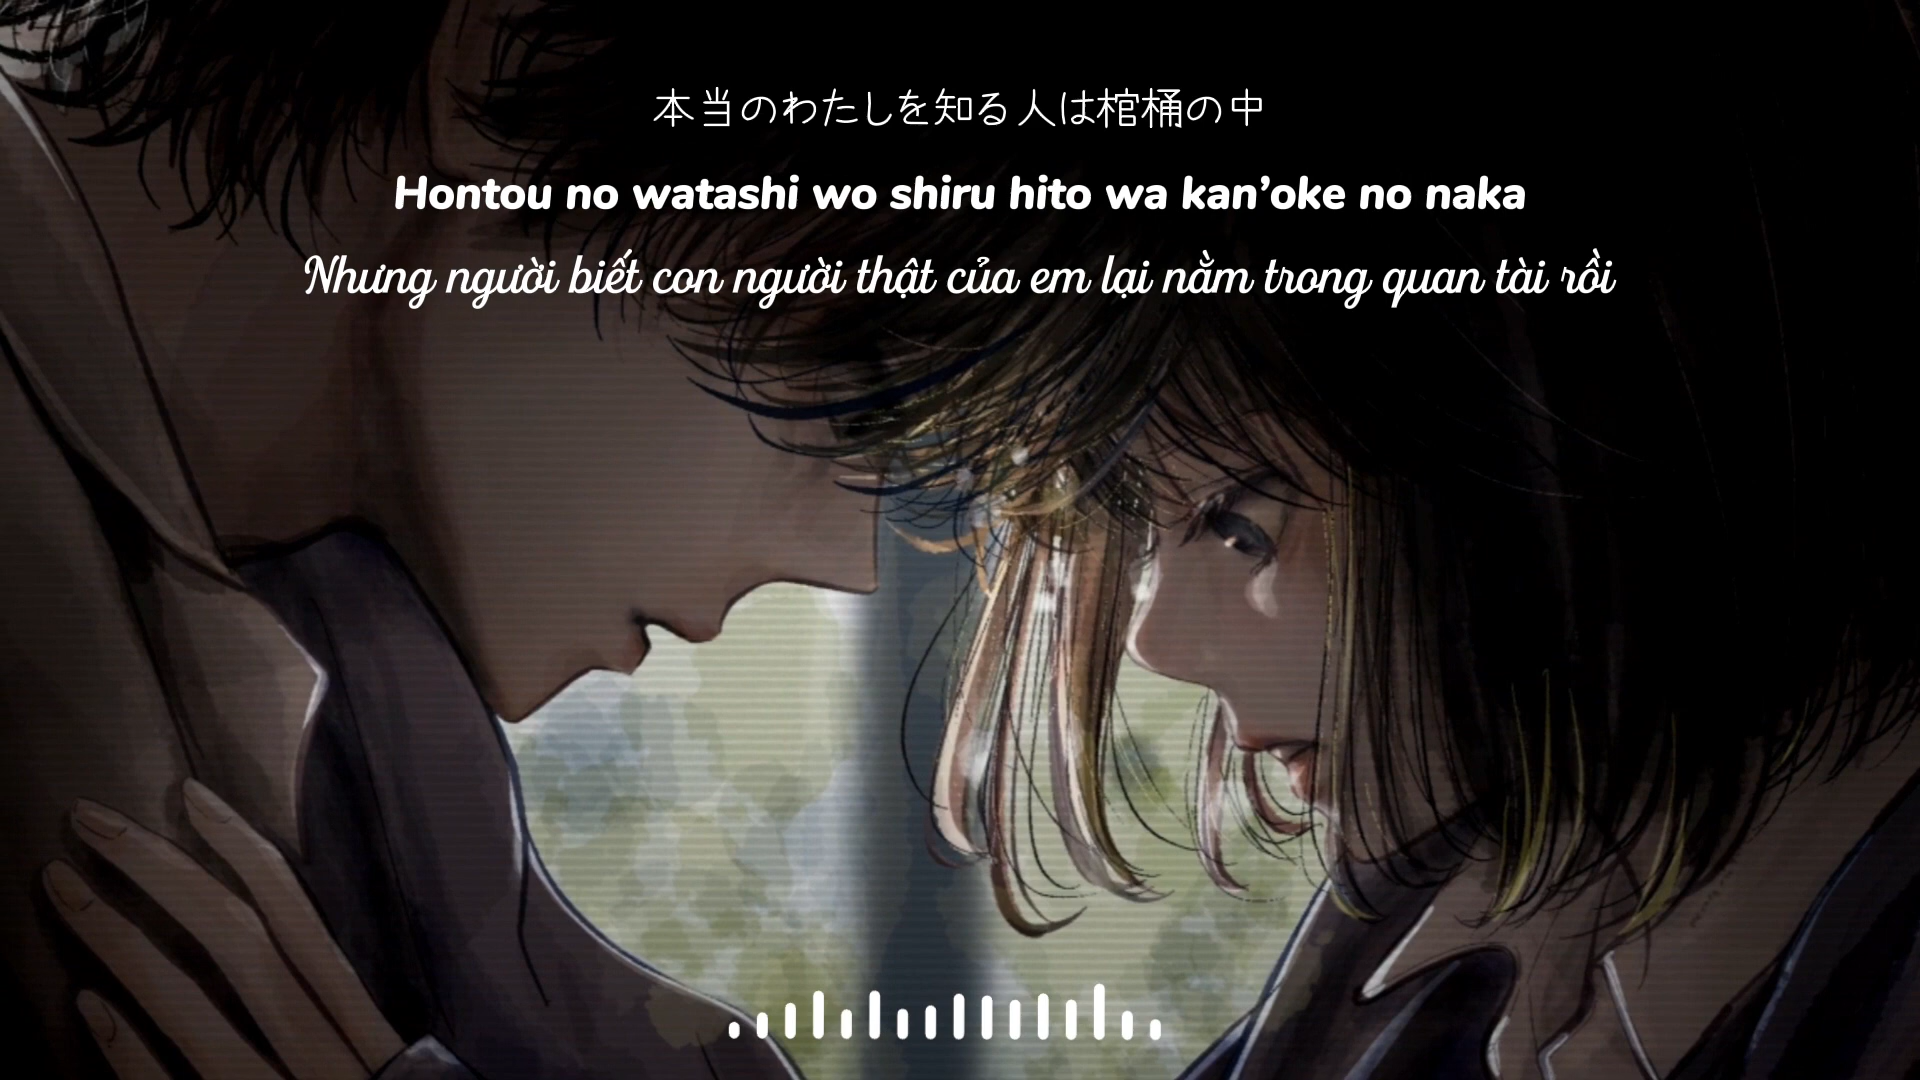 本当のわたしを知る人は棺桶の中
Hontou no watashi wo shiru hito wa kan’oke no naka
Nhưng người biết con người thật của em lại nằm trong quan tài rồi